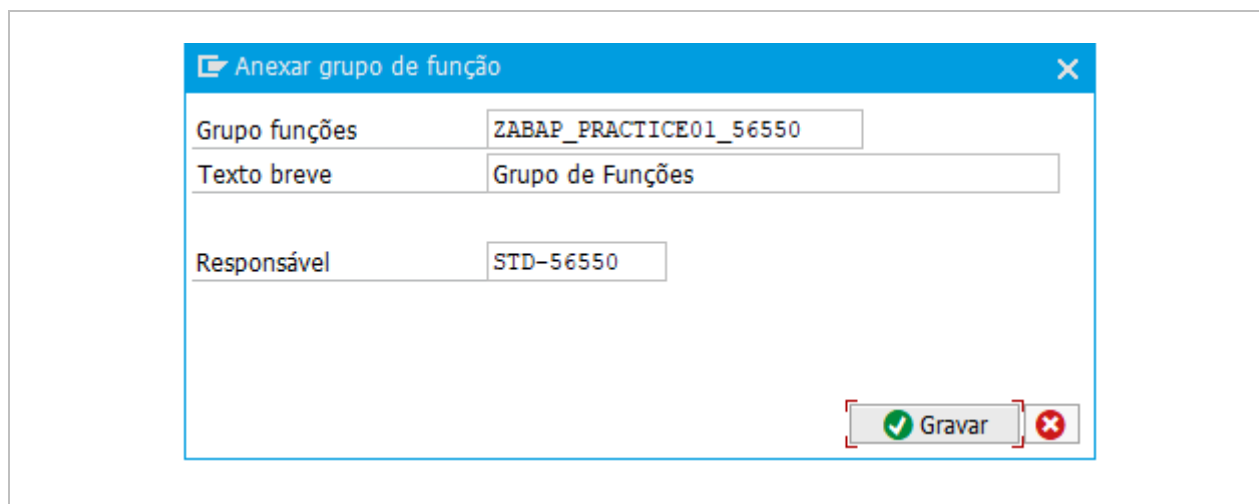 Anexar grupo de função
Grupo funções ZABAP_PRACTICE01_56550
Texto breve Grupo de Funções
Responsável STD-56550
Gravar